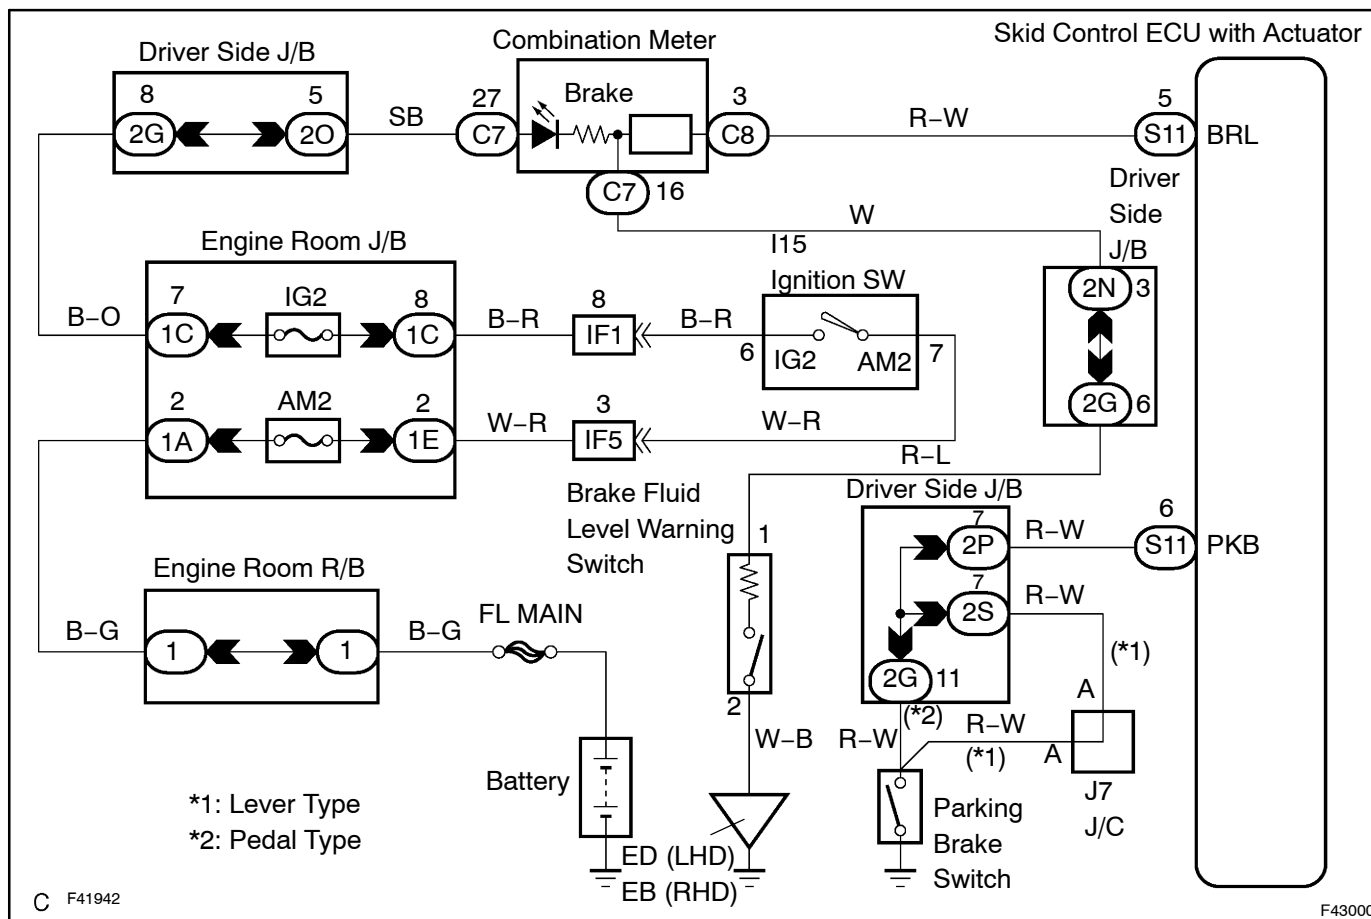 Skid Control ECU with Actuator
Combination Meter
Driver Side J/B
8
5
27
Brake
3
5
2G
2O
SB
C7
C8
R–W
S11
BRL
C7
16
Driver
Side
J/B
W
I15
Engine Room J/B
Ignition SW
7
IG2
8
8
2N
3
B–O
1C
1C
B–R
IF1
B–R
6
IG2
AM2
7
2
AM2
2
3
2G
6
1A
1E
W–R
IF5
W–R
R–L
Brake Fluid
Level Warning
Switch
1
Driver Side J/B
7
6
2P
R–W
S11
PKB
Engine Room R/B
7
2S
R–W
FL MAIN
B–G
1
1
B–G
(*1)
2G
11
A
2
(*2)
R–W
W–B
R–W
(*1)
A
Battery
J7
J/C
*1: Lever Type
*2: Pedal Type
Parking
Brake
Switch
ED (LHD)
EB (RHD)
C
F41942
F43000